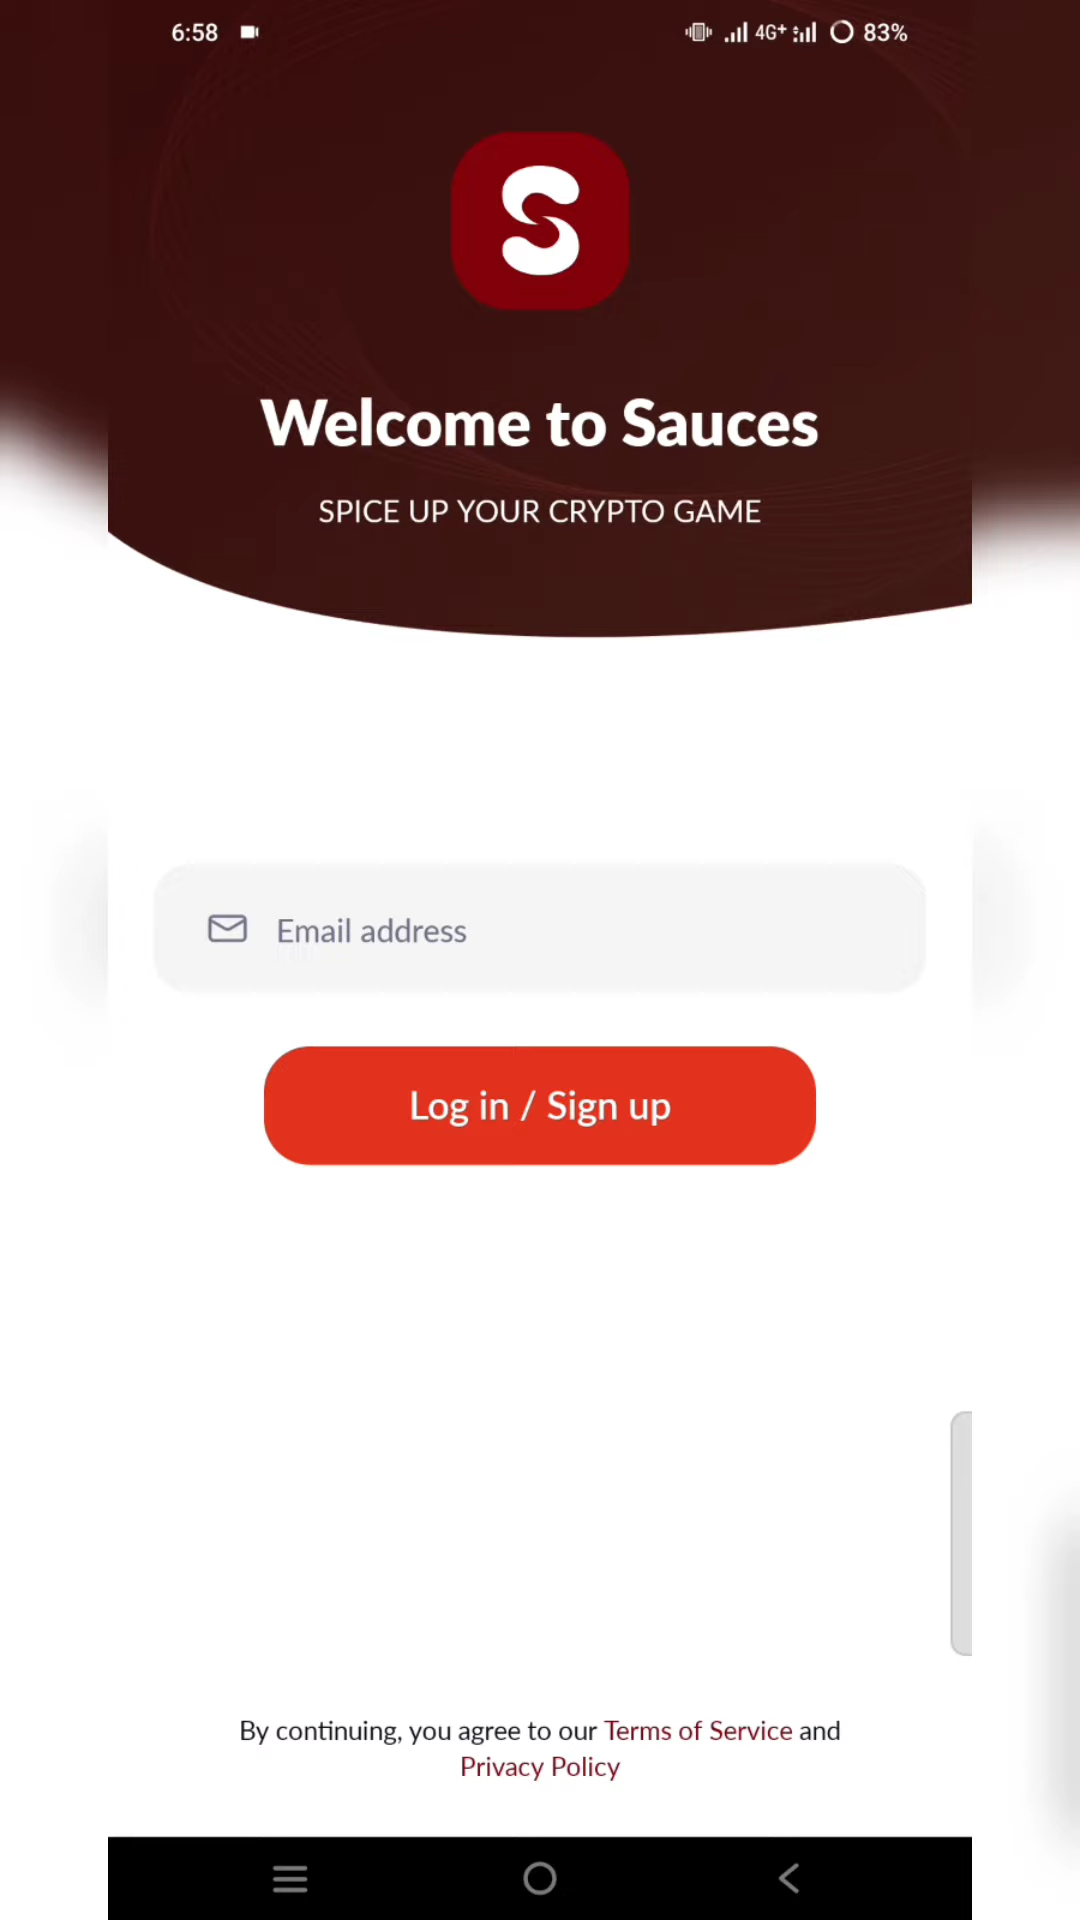 6:58 4G+ 83%
S
Welcome to Sauces
SPICE UP YOUR CRYPTO GAME
Email address
Log in / Sign up
By continuing, you agree to our Terms of Service and
Privacy Policy